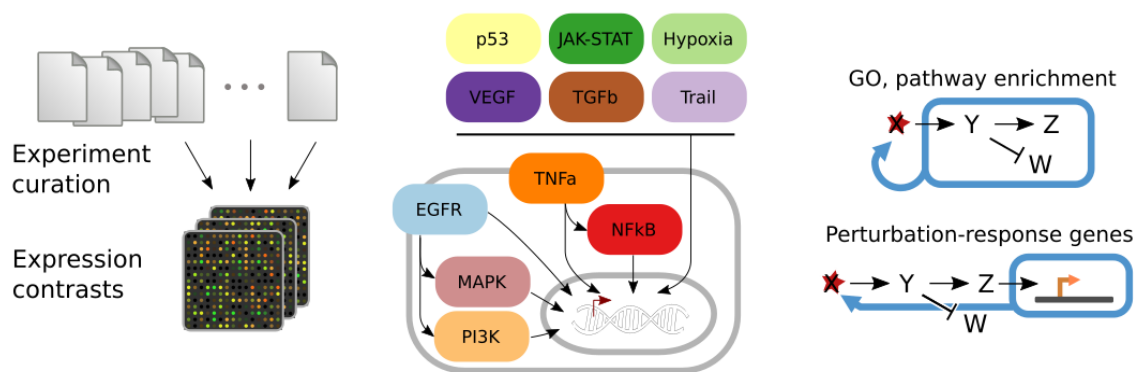 Experiment
curation
Expression
contrasts
p53 JAK-STAT Hypoxia
VEGF TGFb Trail
TNFa
EGFR
NFkB
MAPK
PI3K
GO, pathway enrichment
X Y Z
W
Perturbation-response genes
X Y Z
W